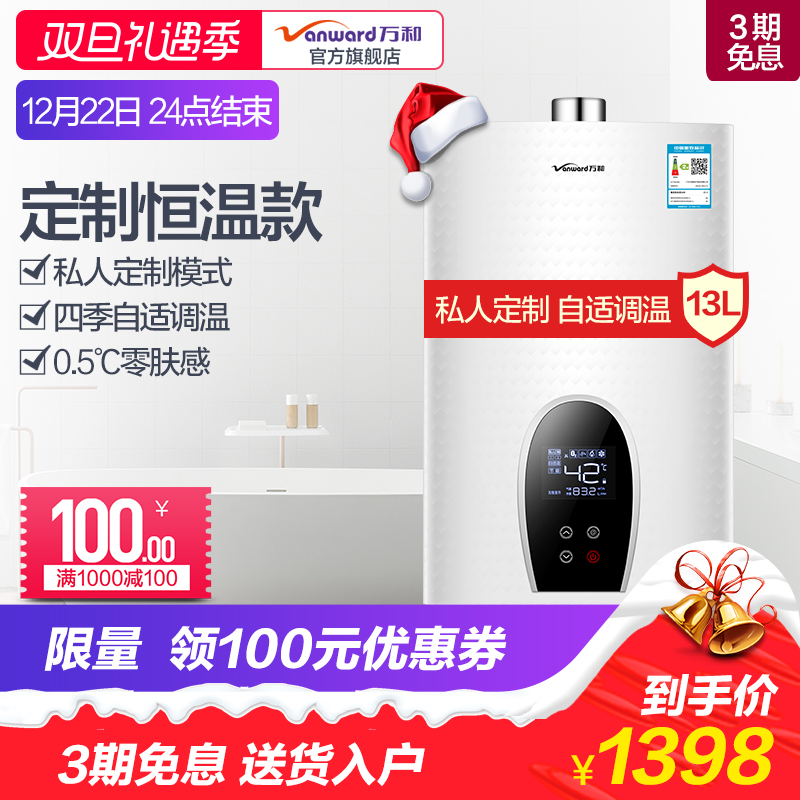 双旦礼遇季
Vanward万和
官方旗舰店
3期
免息
12月22日 24点结束
定制恒温款
私人定制模式
四季自适调温
0.5℃零肤感
Vanward万和
私人定制 自适调温
13L
42℃
83.2
100.00
¥
满1000减100
限量 领100元优惠券
到手价
3期免息 送货入户
¥1398